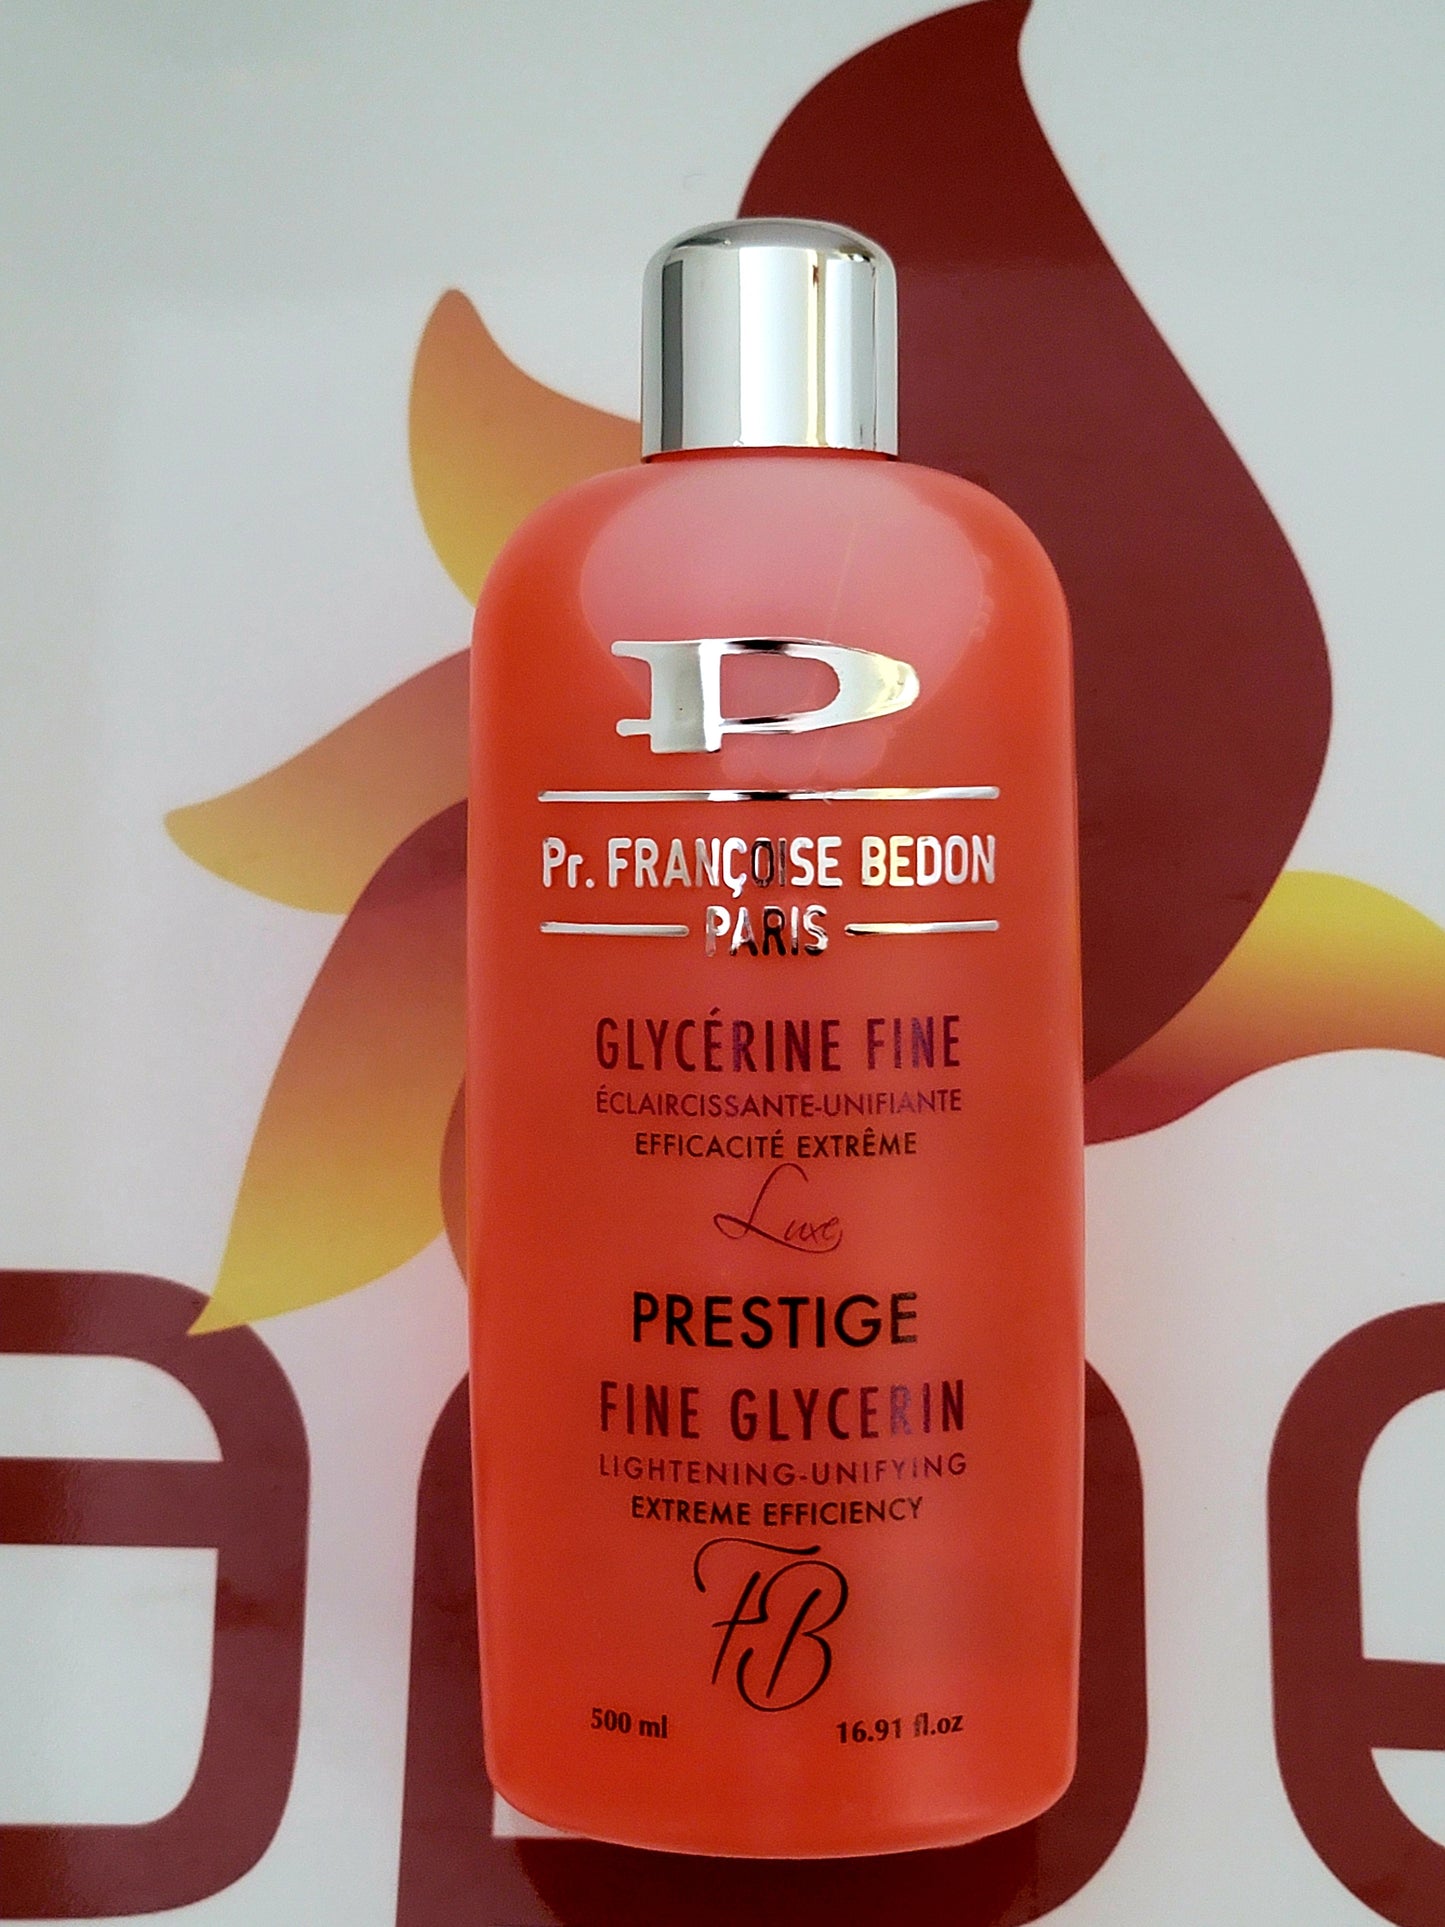 P
Pr. FRANÇOISE BEDON
PARIS
GLYCÉRINE FINE
ÉCLAIRCISSANTE-UNIFIANTE
EFFICACITÉ EXTRÊME
Luxe
PRESTIGE
FINE GLYCERIN
LIGHTENING-UNIFYING
EXTREME EFFICIENCY
FB
500 ml 16.91 fl.oz